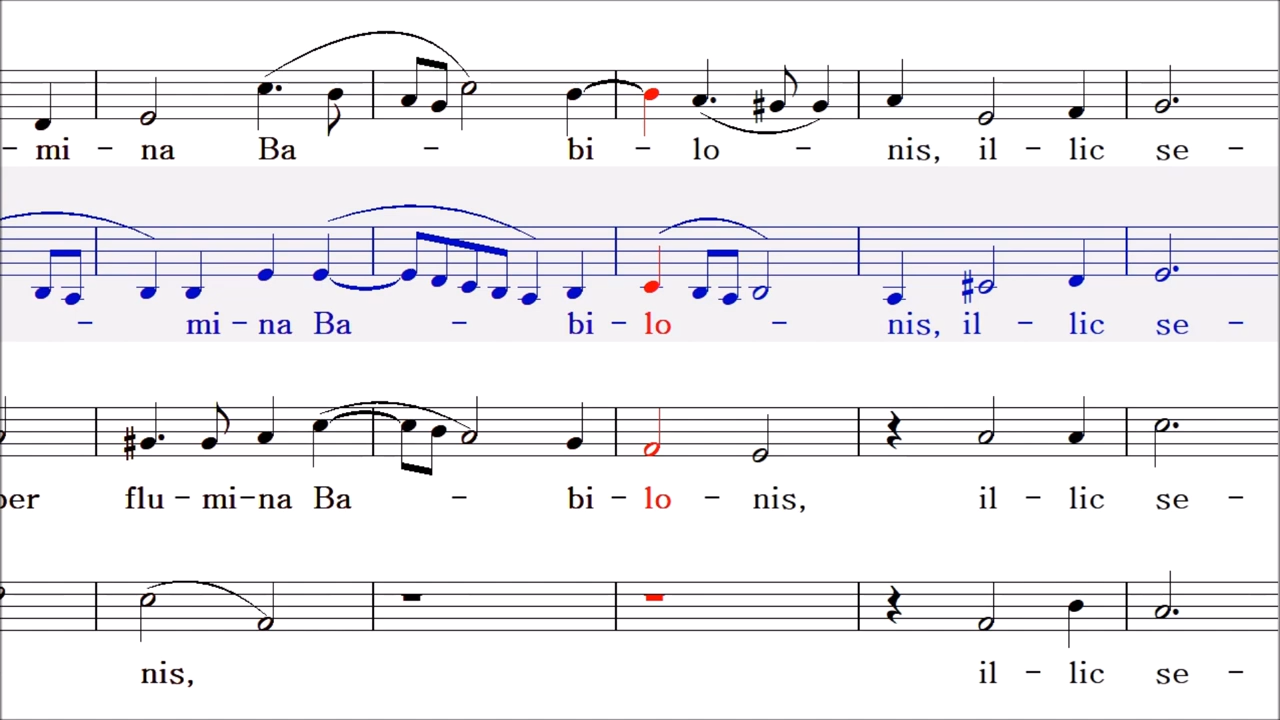 - mi - na Ba - bi - lo - nis, il - lic se -
- mi - na Ba - bi - lo - nis, il - lic se -
per flu - mi - na Ba - bi - lo - nis, il - lic se -
nis, il - lic se -